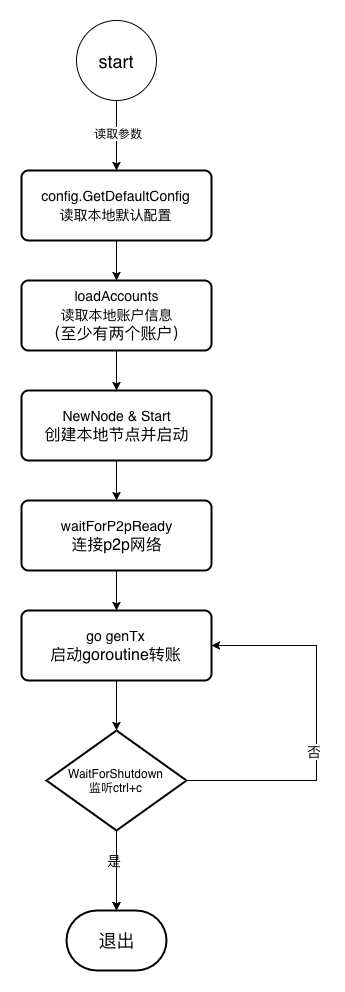 start
读取参数
config.GetDefaultConfig
读取本地默认配置
loadAccounts
读取本地账户信息
（至少有两个账户）
NewNode & Start
创建本地节点并启动
waitForP2pReady
连接p2p网络
go genTx
启动goroutine转账
否
WaitForShutdown
监听ctrl+c
是
退出